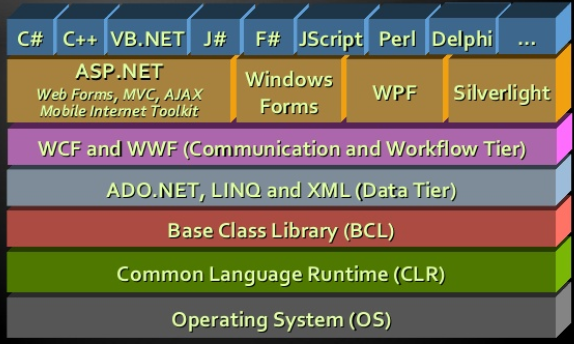 C# C++ VB.NET J# F# JScript Perl Delphi ...
ASP.NET
Web Forms, MVC, AJAX
Mobile Internet Toolkit
Windows
Forms
WPF
Silverlight
WCF and WWF (Communication and Workflow Tier)
ADO.NET, LINQ and XML (Data Tier)
Base Class Library (BCL)
Common Language Runtime (CLR)
Operating System (OS)